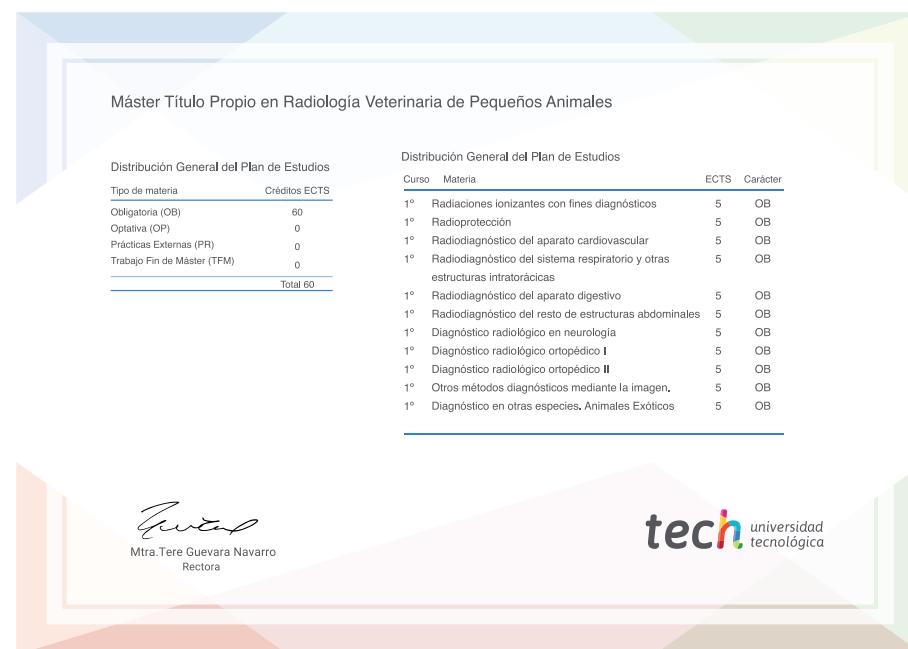 Máster Título Propio en Radiología Veterinaria de Pequeños Animales
Distribución General del Plan de Estudios
Tipo de materia Créditos ECTS
Obligatoria (OB) 60
Optativa (OP) 0
Prácticas Externas (PR) 0
Trabajo Fin de Máster (TFM) 0
Total 60
Distribución General del Plan de Estudios
Curso Materia ECTS Carácter
1º Radiaciones ionizantes con fines diagnósticos 5 OB
1º Radioprotección 5 OB
1º Radiodiagnóstico del aparato cardiovascular 5 OB
1º Radiodiagnóstico del sistema respiratorio y otras 5 OB
estructuras intratorácicas
1º Radiodiagnóstico del aparato digestivo 5 OB
1º Radiodiagnóstico del resto de estructuras abdominales 5 OB
1º Diagnóstico radiológico en neurología 5 OB
1º Diagnóstico radiológico ortopédico I 5 OB
1º Diagnóstico radiológico ortopédico II 5 OB
1º Otros métodos diagnósticos mediante la imagen. 5 OB
1º Diagnóstico en otras especies. Animales Exóticos 5 OB
Mtra.Tere Guevara Navarro
Rectora
tech universidad
tecnológica